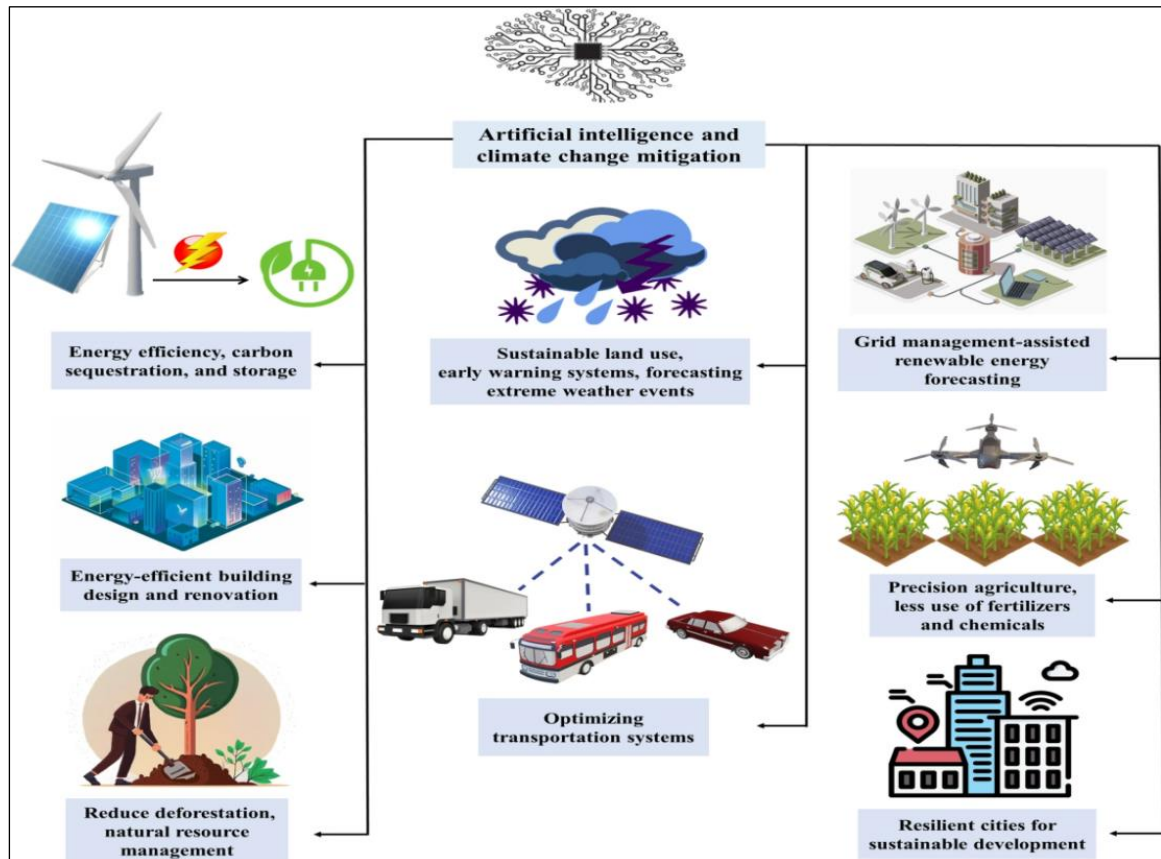 Artificial intelligence and
climate change mitigation
Energy efficiency, carbon
sequestration, and storage
Sustainable land use,
early warning systems, forecasting
extreme weather events
Grid management-assisted
renewable energy
forecasting
Energy-efficient building
design and renovation
Precision agriculture,
less use of fertilizers
and chemicals
Optimizing
transportation systems
Reduce deforestation,
natural resource
management
Resilient cities for
sustainable development